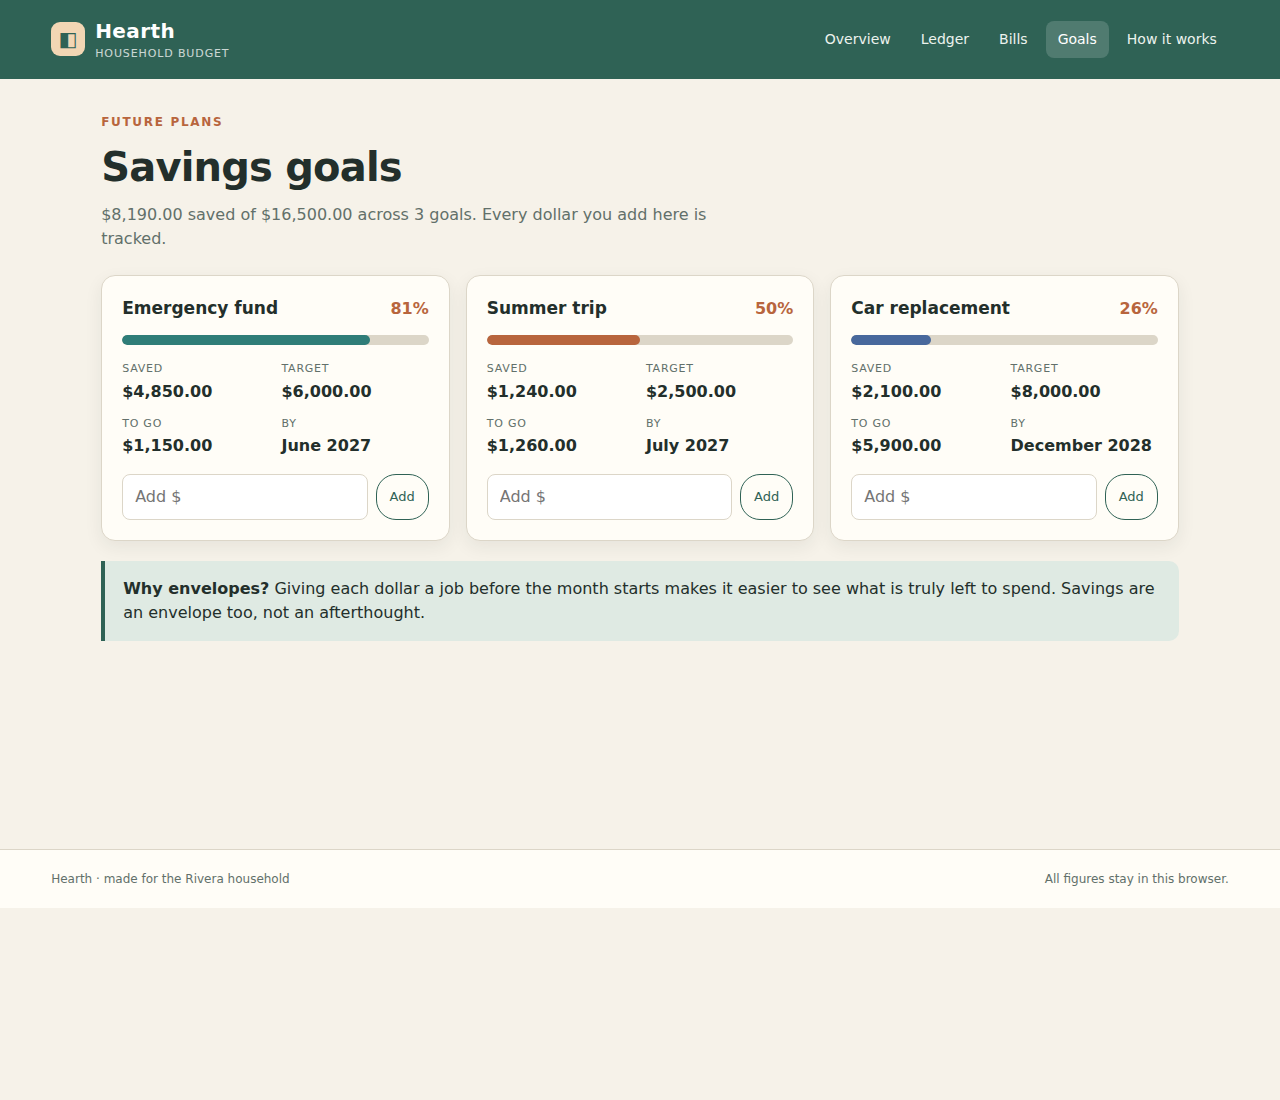 Hearth
HOUSEHOLD BUDGET
Overview
Ledger
Bills
Goals
How it works
FUTURE PLANS
Savings goals
$8,190.00 saved of $16,500.00 across 3 goals. Every dollar you add here is
tracked.
Emergency fund
81%
SAVED
$4,850.00
TARGET
$6,000.00
TO GO
$1,150.00
BY
June 2027
Add $
Add
Summer trip
50%
SAVED
$1,240.00
TARGET
$2,500.00
TO GO
$1,260.00
BY
July 2027
Add $
Add
Car replacement
26%
SAVED
$2,100.00
TARGET
$8,000.00
TO GO
$5,900.00
BY
December 2028
Add $
Add
Why envelopes? Giving each dollar a job before the month starts makes it easier to see what is truly left to spend. Savings are
an envelope too, not an afterthought.
Hearth · made for the Rivera household
All figures stay in this browser.